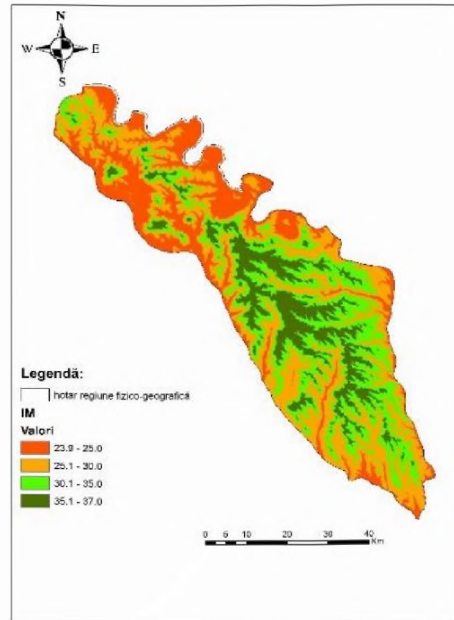 N
W E
S
Legendă:
hotar regiune fizico-geografică
IM
Valori
23.9 - 25.0
25.1 - 30.0
30.1 - 35.0
35.1 - 37.0
0 5 10 20 30 40
Km